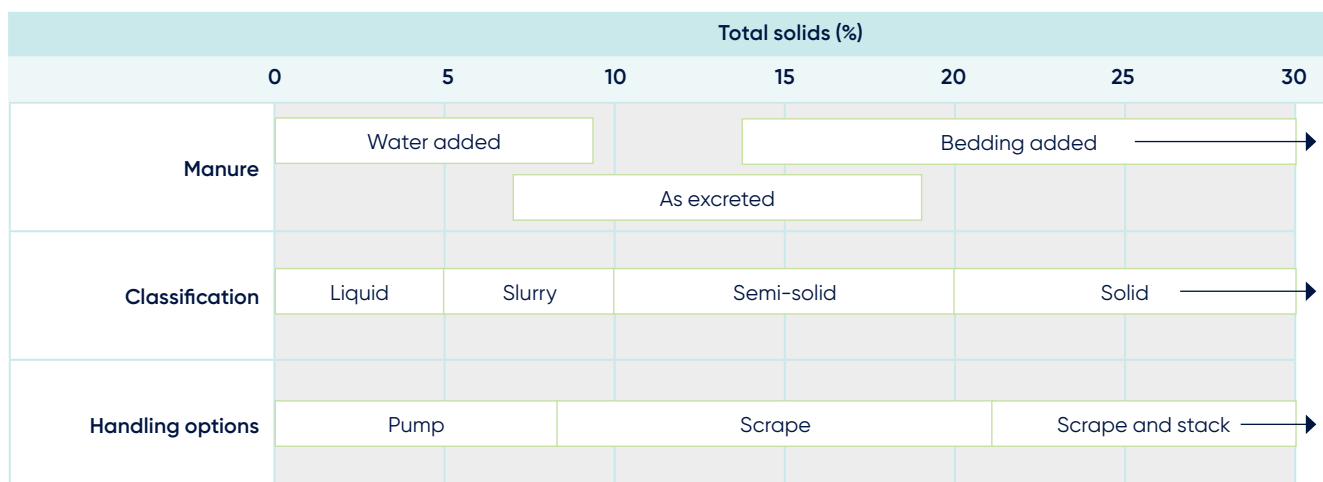 Total solids (%)
0 5 10 15 20 25 30
Manure
Water added
Bedding added
As excreted
Classification
Liquid
Slurry
Semi-solid
Solid
Handling options
Pump
Scrape
Scrape and stack